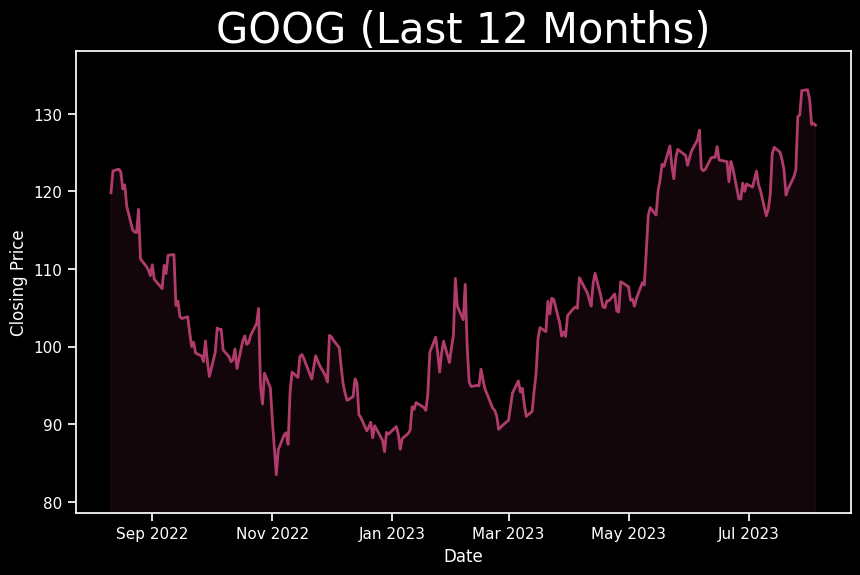 GOOG (Last 12 Months)
Closing Price
130
120
110
100
90
80
Sep 2022 Nov 2022 Jan 2023 Mar 2023 May 2023 Jul 2023
Date